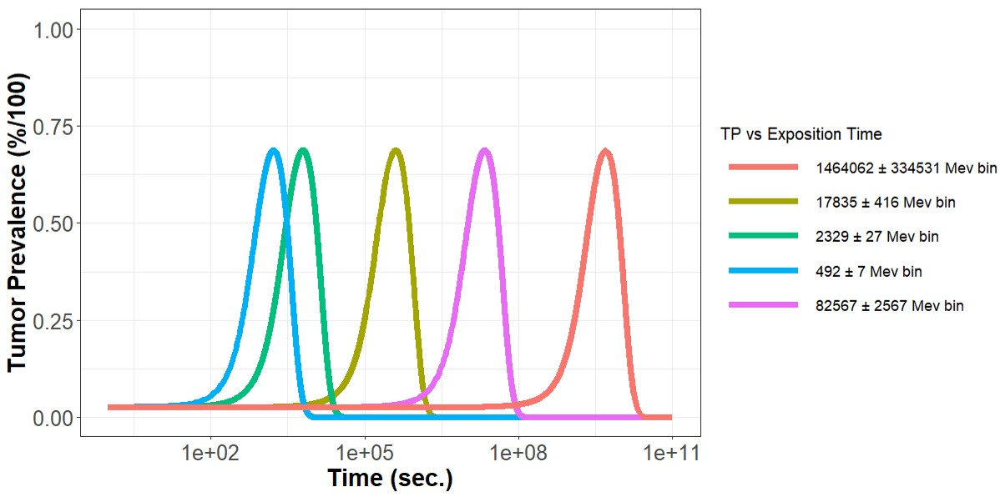 Tumor Prevalence (%/100)
1.00
0.75
0.50
0.25
0.00
1e+02
1e+05
1e+08
1e+11
Time (sec.)
TP vs Exposition Time
1464062 ± 334531 Mev bin
17835 ± 416 Mev bin
2329 ± 27 Mev bin
492 ± 7 Mev bin
82567 ± 2567 Mev bin